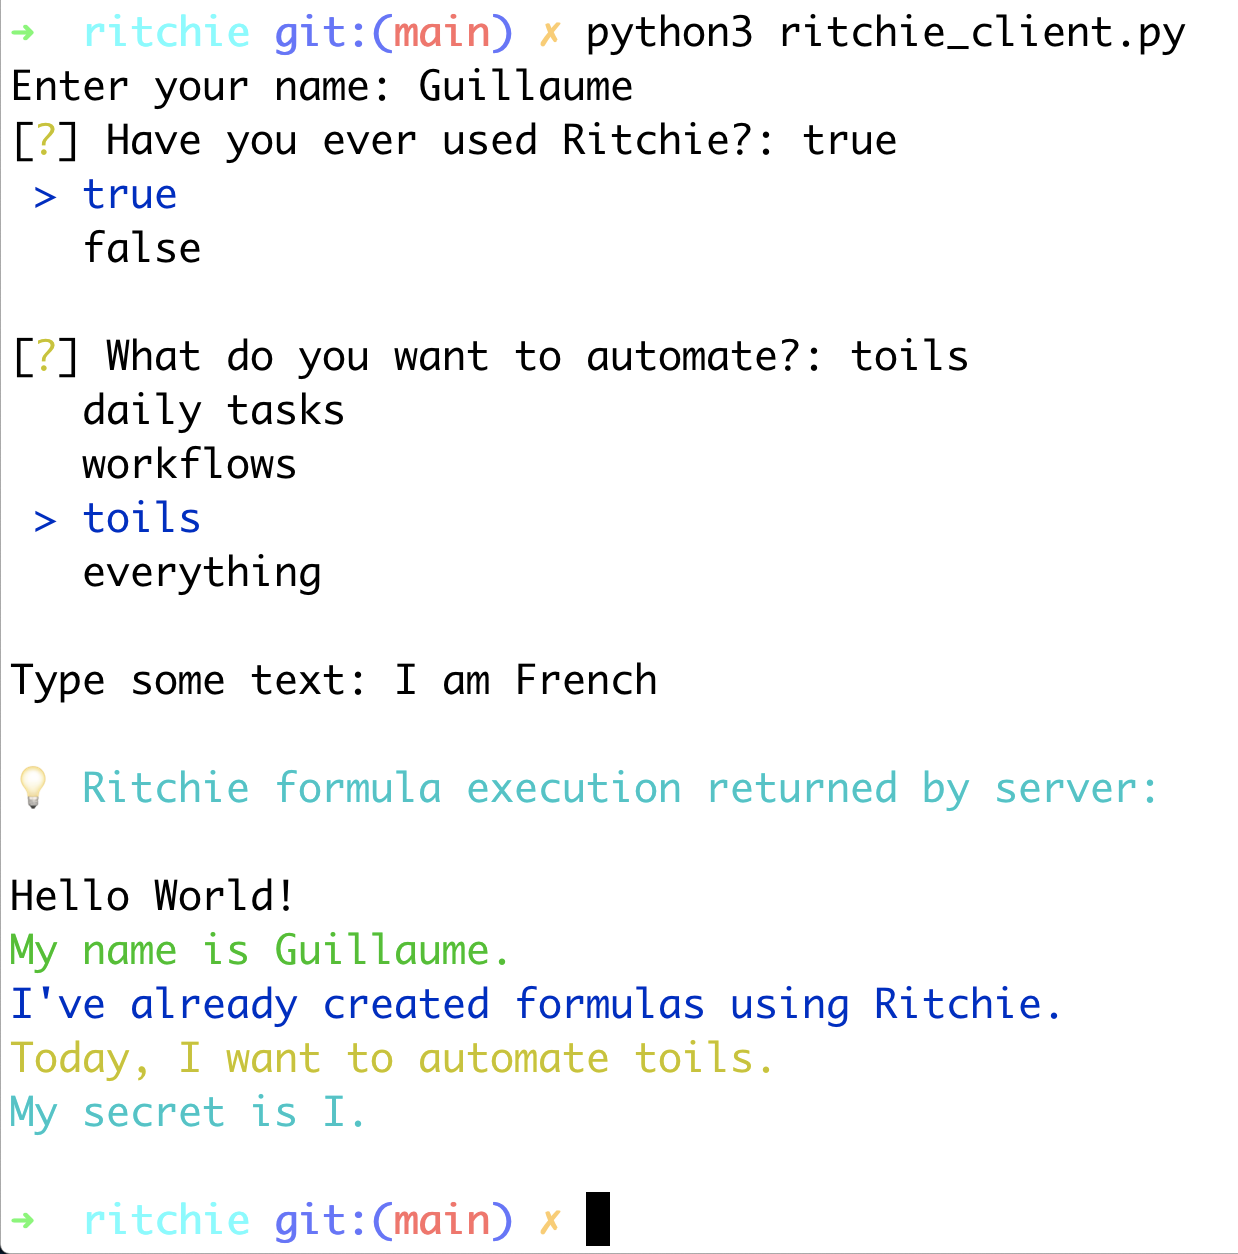 ➜  ritchie git:(main) ✗ python3 ritchie_client.py
Enter your name: Guillaume
[?] Have you ever used Ritchie?: true
 > true
   false
[?] What do you want to automate?: toils
   daily tasks
   workflows
 > toils
   everything
Type some text: I am French
💡 Ritchie formula execution returned by server:
Hello World!
My name is Guillaume.
I've already created formulas using Ritchie.
Today, I want to automate toils.
My secret is I.
➜  ritchie git:(main) ✗